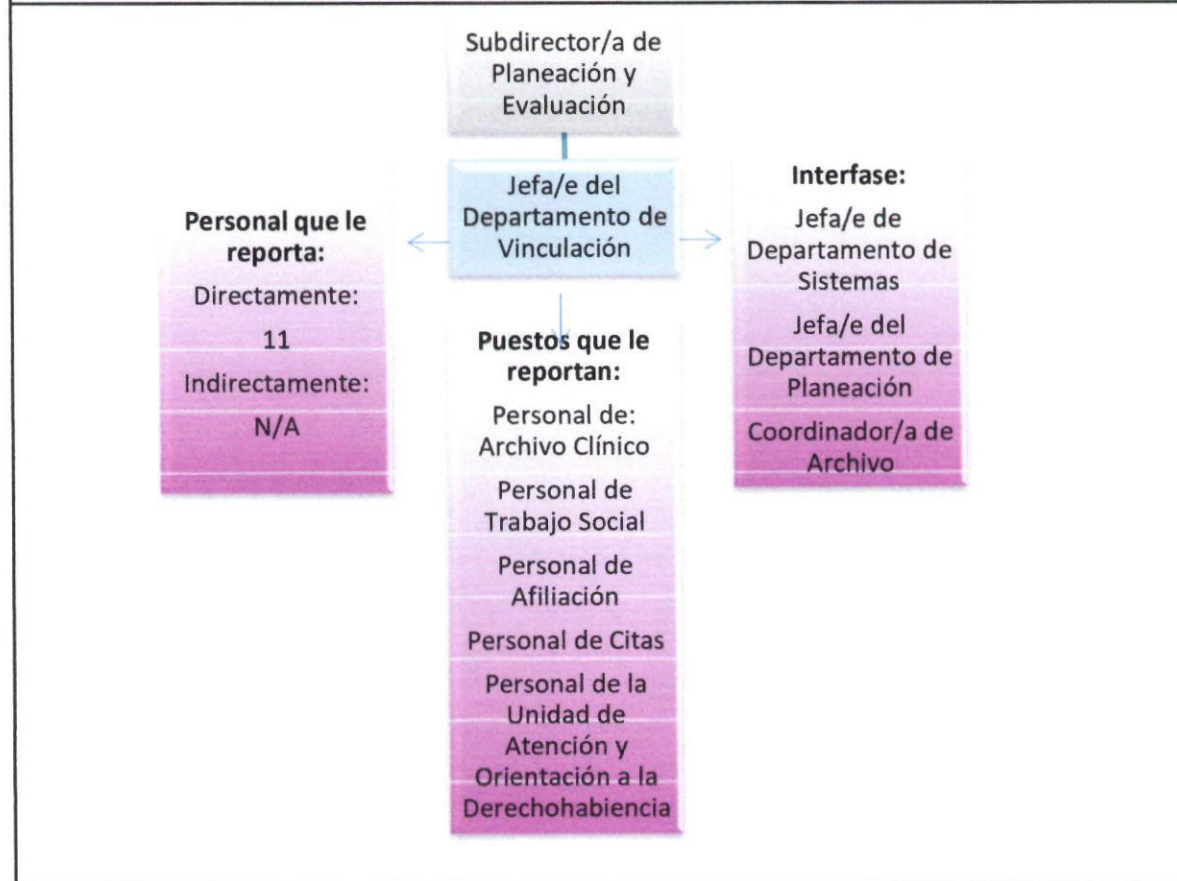 Subdirector/a de
Planeación y
Evaluación
Jefa/e del
Departamento de
Vinculación
Personal que le
reporta:
Directamente:
11
Indirectamente:
N/A
Puestos que le
reportan:
Personal de:
Archivo Clínico
Personal de
Trabajo Social
Personal de
Afiliación
Personal de Citas
Personal de la
Unidad de
Atención y
Orientación a la
Derechohabiencia
Interfase:
Jefa/e de
Departamento de
Sistemas
Jefa/e del
Departamento de
Planeación
Coordinador/a de
Archivo